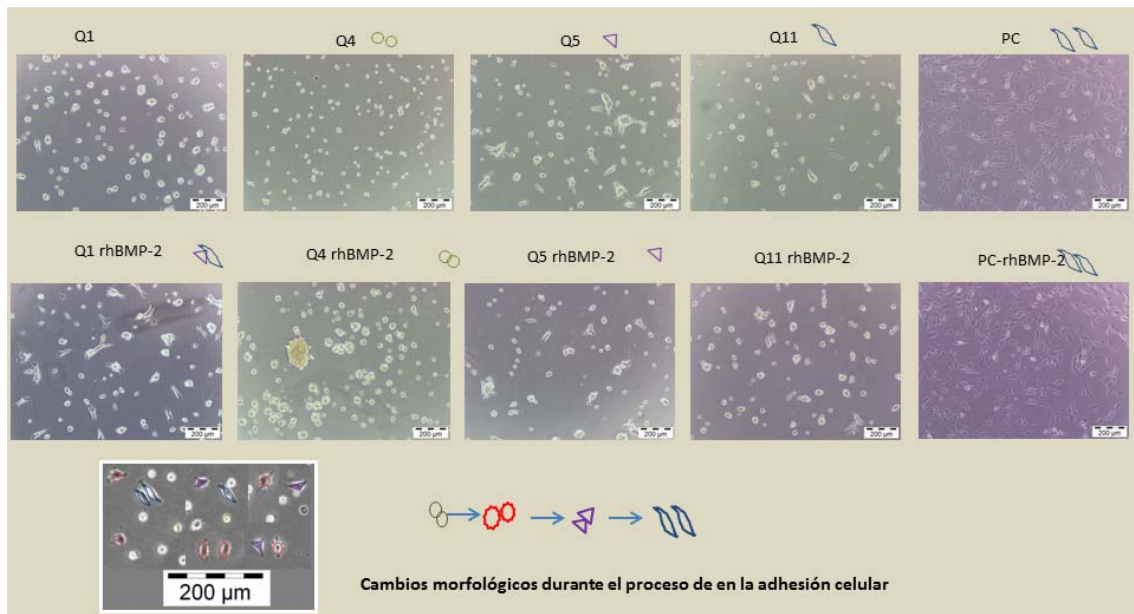 Q1
Q4
Q5
Q11
PC
200 µm
200 µm
200 µm
200 µm
200 µm
Q1 rhBMP-2
Q4 rhBMP-2
Q5 rhBMP-2
Q11 rhBMP-2
PC-rhBMP-2
200 µm
200 µm
200 µm
200 µm
200 µm
200 µm
Cambios morfológicos durante el proceso de en la adhesión celular